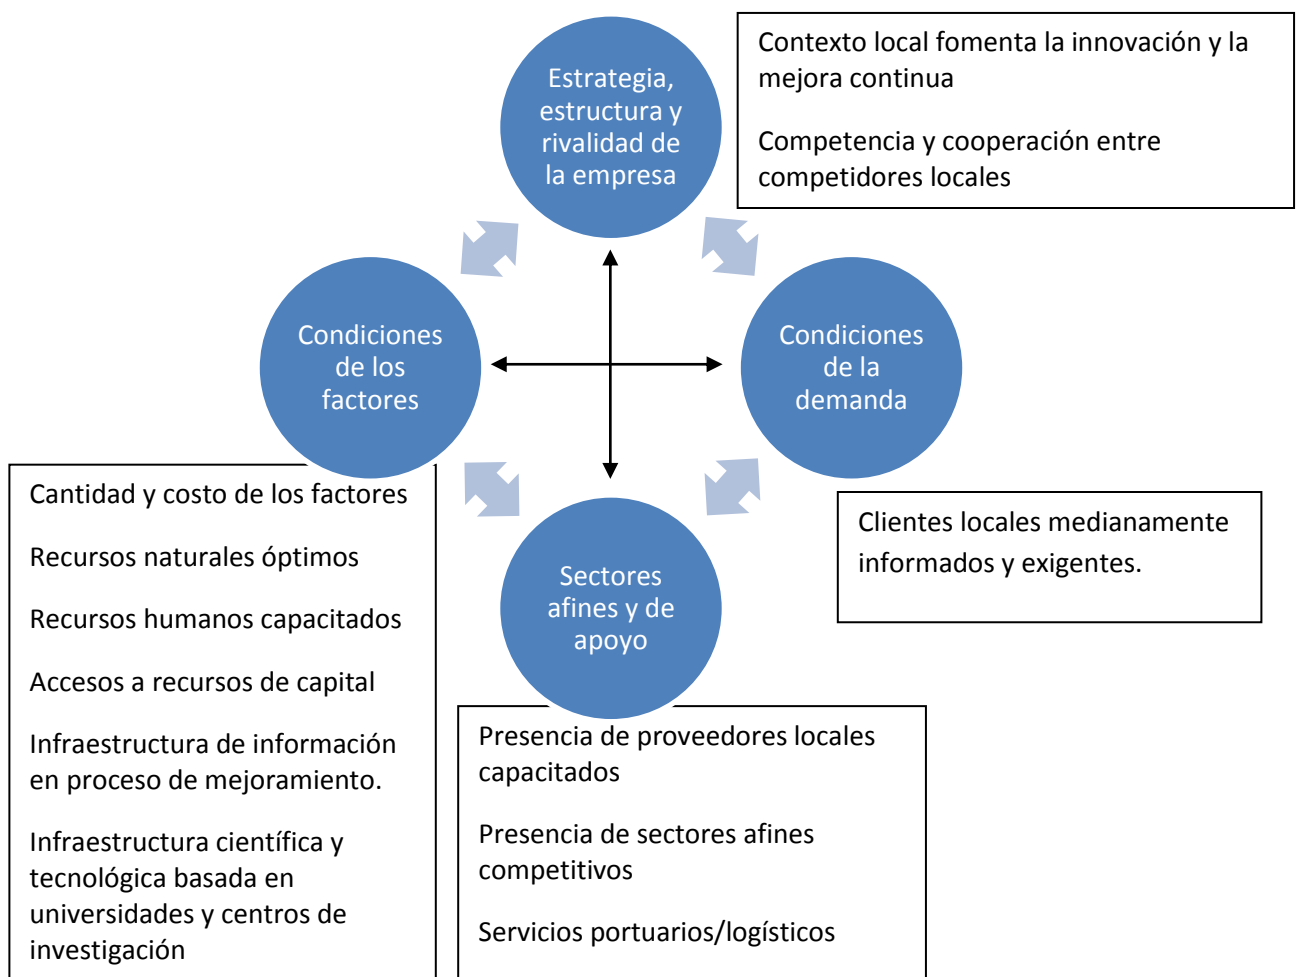 Estrategia,
estructura y
rivalidad de
la empresa
Contexto local fomenta la innovación y la
mejora continua
Competencia y cooperación entre
competidores locales
Condiciones
de los
factores
Condiciones
de la
demanda
Cantidad y costo de los factores
Recursos naturales óptimos
Recursos humanos capacitados
Accesos a recursos de capital
Infraestructura de información
en proceso de mejoramiento.
Infraestructura científica y
tecnológica basada en
universidades y centros de
investigación
Sectores
afines y de
apoyo
Clientes locales medianamente
informados y exigentes.
Presencia de proveedores locales
capacitados
Presencia de sectores afines
competitivos
Servicios portuarios/logísticos